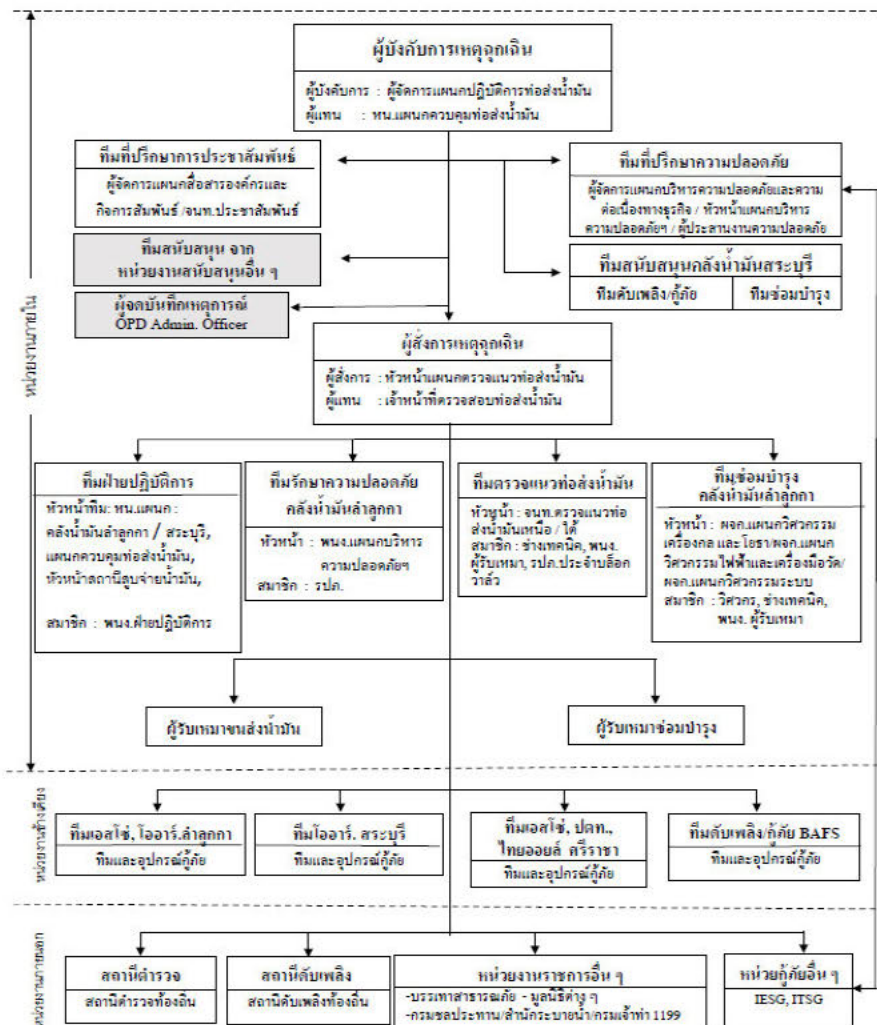 ผู้บังคับการเหตุฉุกเฉิน
ผู้บังคับการ : ผู้จัดการแผนกปฏิบัติการท่อส่งน้ำมัน
ผู้แทน : หน.แผนกควบคุมท่อส่งน้ำมัน
ทีมที่ปรึกษาการประชาสัมพันธ์
ผู้จัดการแผนกสื่อสารองค์กรและ
กิจการสัมพันธ์ /จนท.ประชาสัมพันธ์
ทีมที่ปรึกษาความปลอดภัย
ผู้จัดการแผนกบริหารความปลอดภัยและความ
ต่อเนื่องทางธุรกิจ / หัวหน้าแผนกบริหาร
ความปลอดภัยฯ / ผู้ประสานงานความปลอดภัย
ทีมสนับสนุน จาก
หน่วยงานสนับสนุนอื่น ๆ
ทีมสนับสนุนคลังน้ำมันสระบุรี
ทีมดับเพลิง/กู้ภัย
ทีมซ่อมบำรุง
ผู้จดบันทึกเหตุการณ์
OPD Admin. Officer
หน่วยงานภายใน
ผู้สั่งการเหตุฉุกเฉิน
ผู้สั่งการ : หัวหน้าแผนกตรวจแนวท่อส่งน้ำมัน
ผู้แทน : เจ้าหน้าที่ตรวจสอบท่อส่งน้ำมัน
ทีมฝ่ายปฏิบัติการ
หัวหน้าทีม: หน.แผนก :
คลังน้ำมันลำลูกกา / สระบุรี,
แผนกควบคุมท่อส่งน้ำมัน,
หัวหน้าสถานีสูบจ่ายน้ำมัน,
สมาชิก : พนง.ฝ่ายปฏิบัติการ
ทีมรักษาความปลอดภัย
คลังน้ำมันลำลูกกา
หัวหน้า : พนง.แผนกบริหาร
ความปลอดภัยฯ
สมาชิก : รปภ.
ทีมตรวจแนวท่อส่งน้ำมัน
หัวหน้า : จนท.ตรวจแนวท่อ
ส่งน้ำมันเหนือ / ใต้
สมาชิก : ช่างเทคนิค, พนง.
ผู้รับเหมา, รปภ.ประจำบล็อก
วาล์ว
ทีมซ่อมบำรุง
คลังน้ำมันลำลูกกา
หัวหน้า : ผจก.แผนกวิศวกรรม
เครื่องกล และโยธา/ผจก.แผนก
วิศวกรรมไฟฟ้าและเครื่องมือวัด/
ผจก.แผนกวิศวกรรมระบบ
สมาชิก : วิศวกร, ช่างเทคนิค,
พนง. ผู้รับเหมา
ผู้รับเหมาขนส่งน้ำมัน
ผู้รับเหมาซ่อมบำรุง
หน่วยงานข้างเคียง
ทีมเอสโซ่, โออาร์.ลำลูกกา
ทีมและอุปกรณ์กู้ภัย
ทีมโออาร์. สระบุรี
ทีมและอุปกรณ์กู้ภัย
ทีมเอสโซ่, ปตท.,
ไทยออยล์ ศรีราชา
ทีมและอุปกรณ์กู้ภัย
ทีมดับเพลิง/กู้ภัย BAFS
ทีมและอุปกรณ์กู้ภัย
หน่วยงานภายนอก
สถานีตำรวจ
สถานีตำรวจท้องถิ่น
สถานีดับเพลิง
สถานีดับเพลิงท้องถิ่น
หน่วยงานราชการอื่น ๆ
-บรรเทาสาธารณภัย - มูลนิธิต่าง ๆ
-กรมชลประทาน/สำนักระบายน้ำ/กรมเจ้าท่า 1199
หน่วยกู้ภัยอื่น ๆ
IESG, ITSG